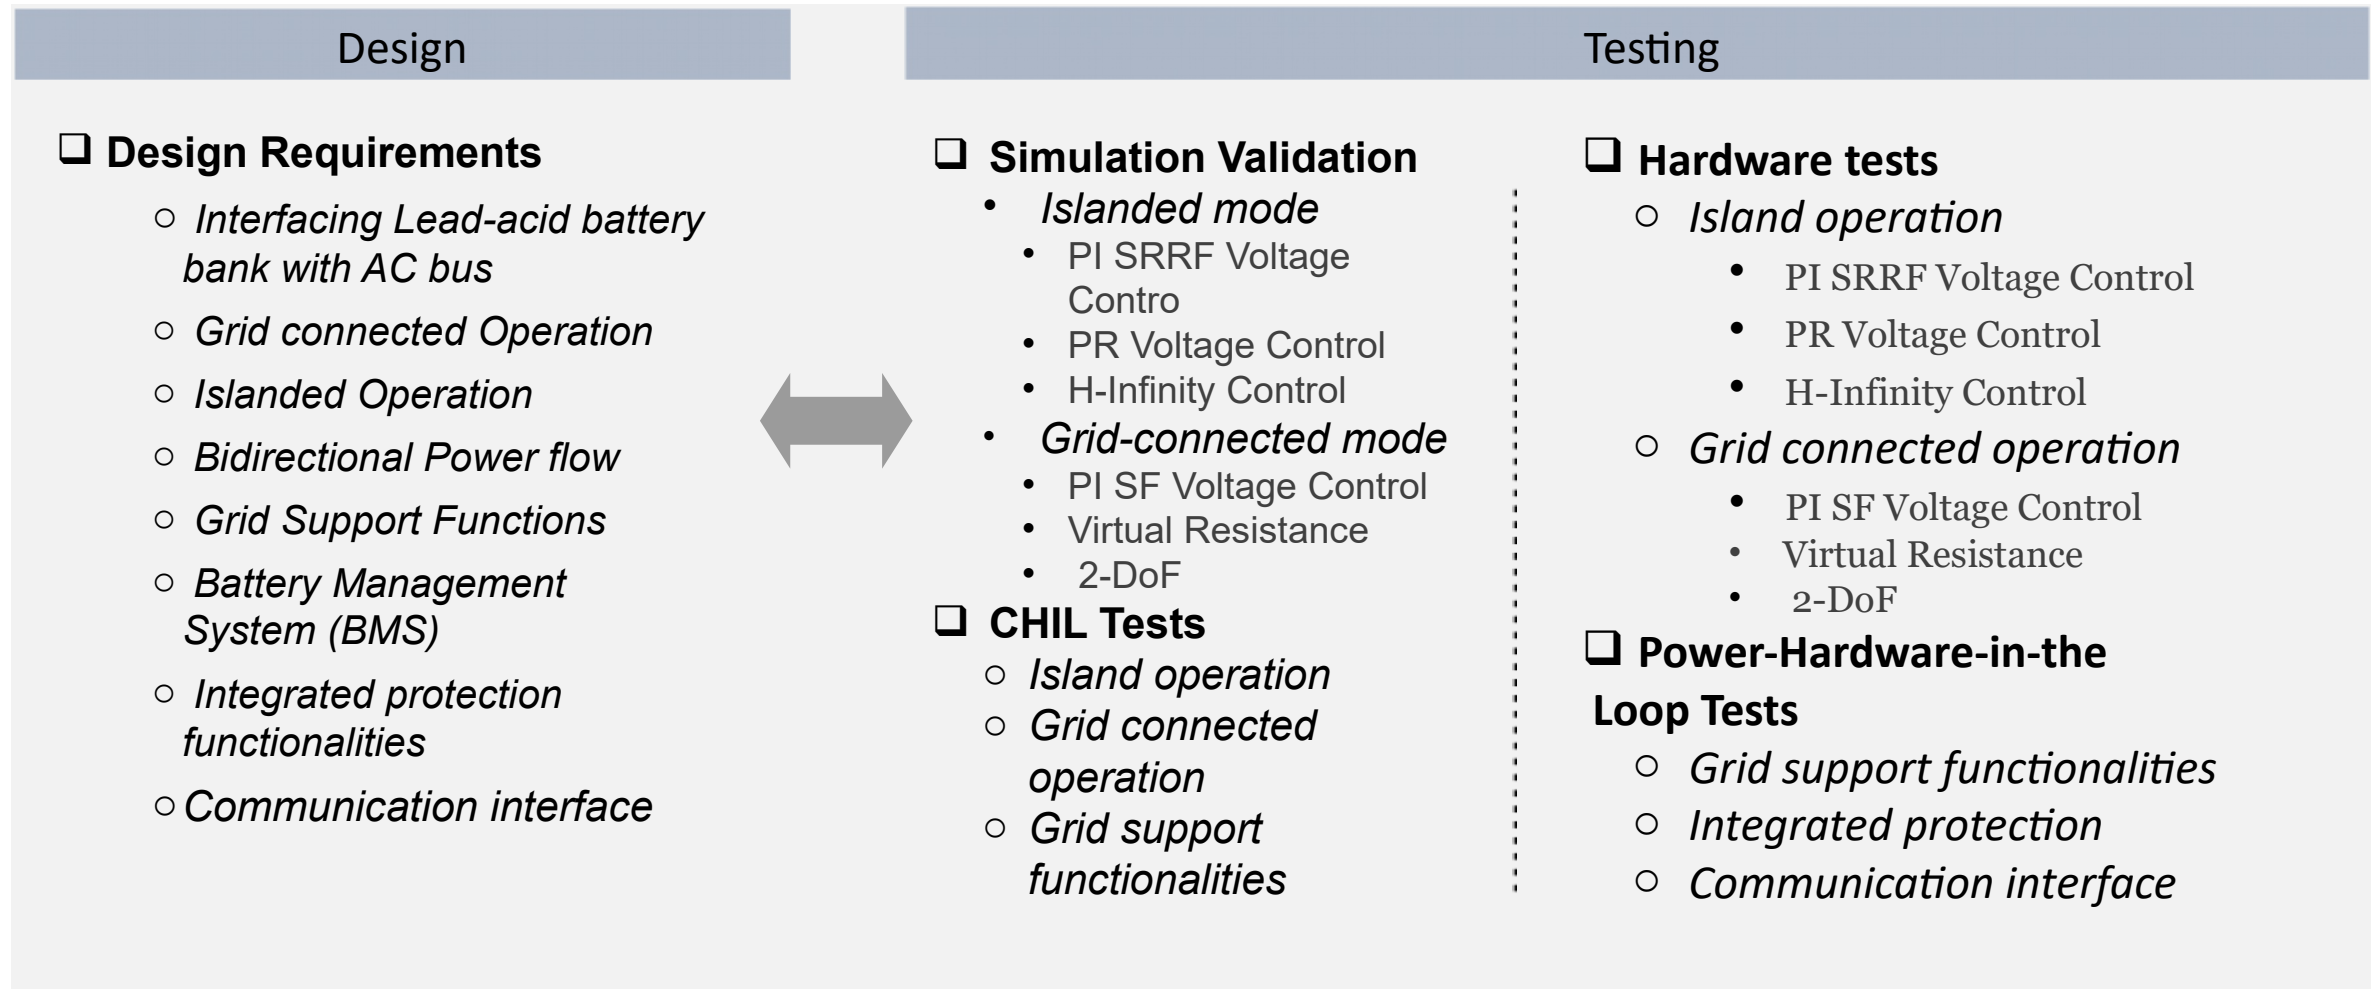 Design
Design Requirements
Interfacing Lead-acid battery
bank with AC bus
Grid connected Operation
Islanded Operation
Bidirectional Power flow
Grid Support Functions
Battery Management
System (BMS)
Integrated protection
functionalities
Communication interface
Testing
Simulation Validation
Islanded mode
PI SRRF Voltage
Contro
PR Voltage Control
H-Infinity Control
Grid-connected mode
PI SF Voltage Control
Virtual Resistance
2-DoF
CHIL Tests
Island operation
Grid connected
operation
Grid support
functionalities
Hardware tests
Island operation
PI SRRF Voltage Control
PR Voltage Control
H-Infinity Control
Grid connected operation
PI SF Voltage Control
Virtual Resistance
2-DoF
Power-Hardware-in-the
Loop Tests
Grid support functionalities
Integrated protection
Communication interface